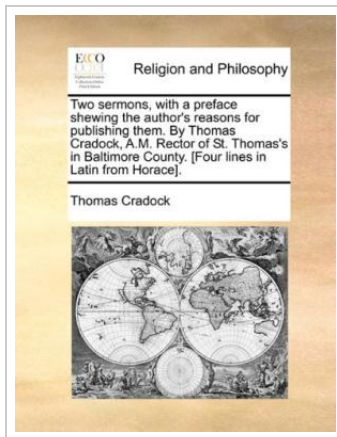 ECCO
Religion and Philosophy
Two sermons, with a preface
shewing the author's reasons for
publishing them. By Thomas
Cradock, A.M. Rector of St. Thomas's
in Baltimore County. [Four lines in
Latin from Horace].
Thomas Cradock